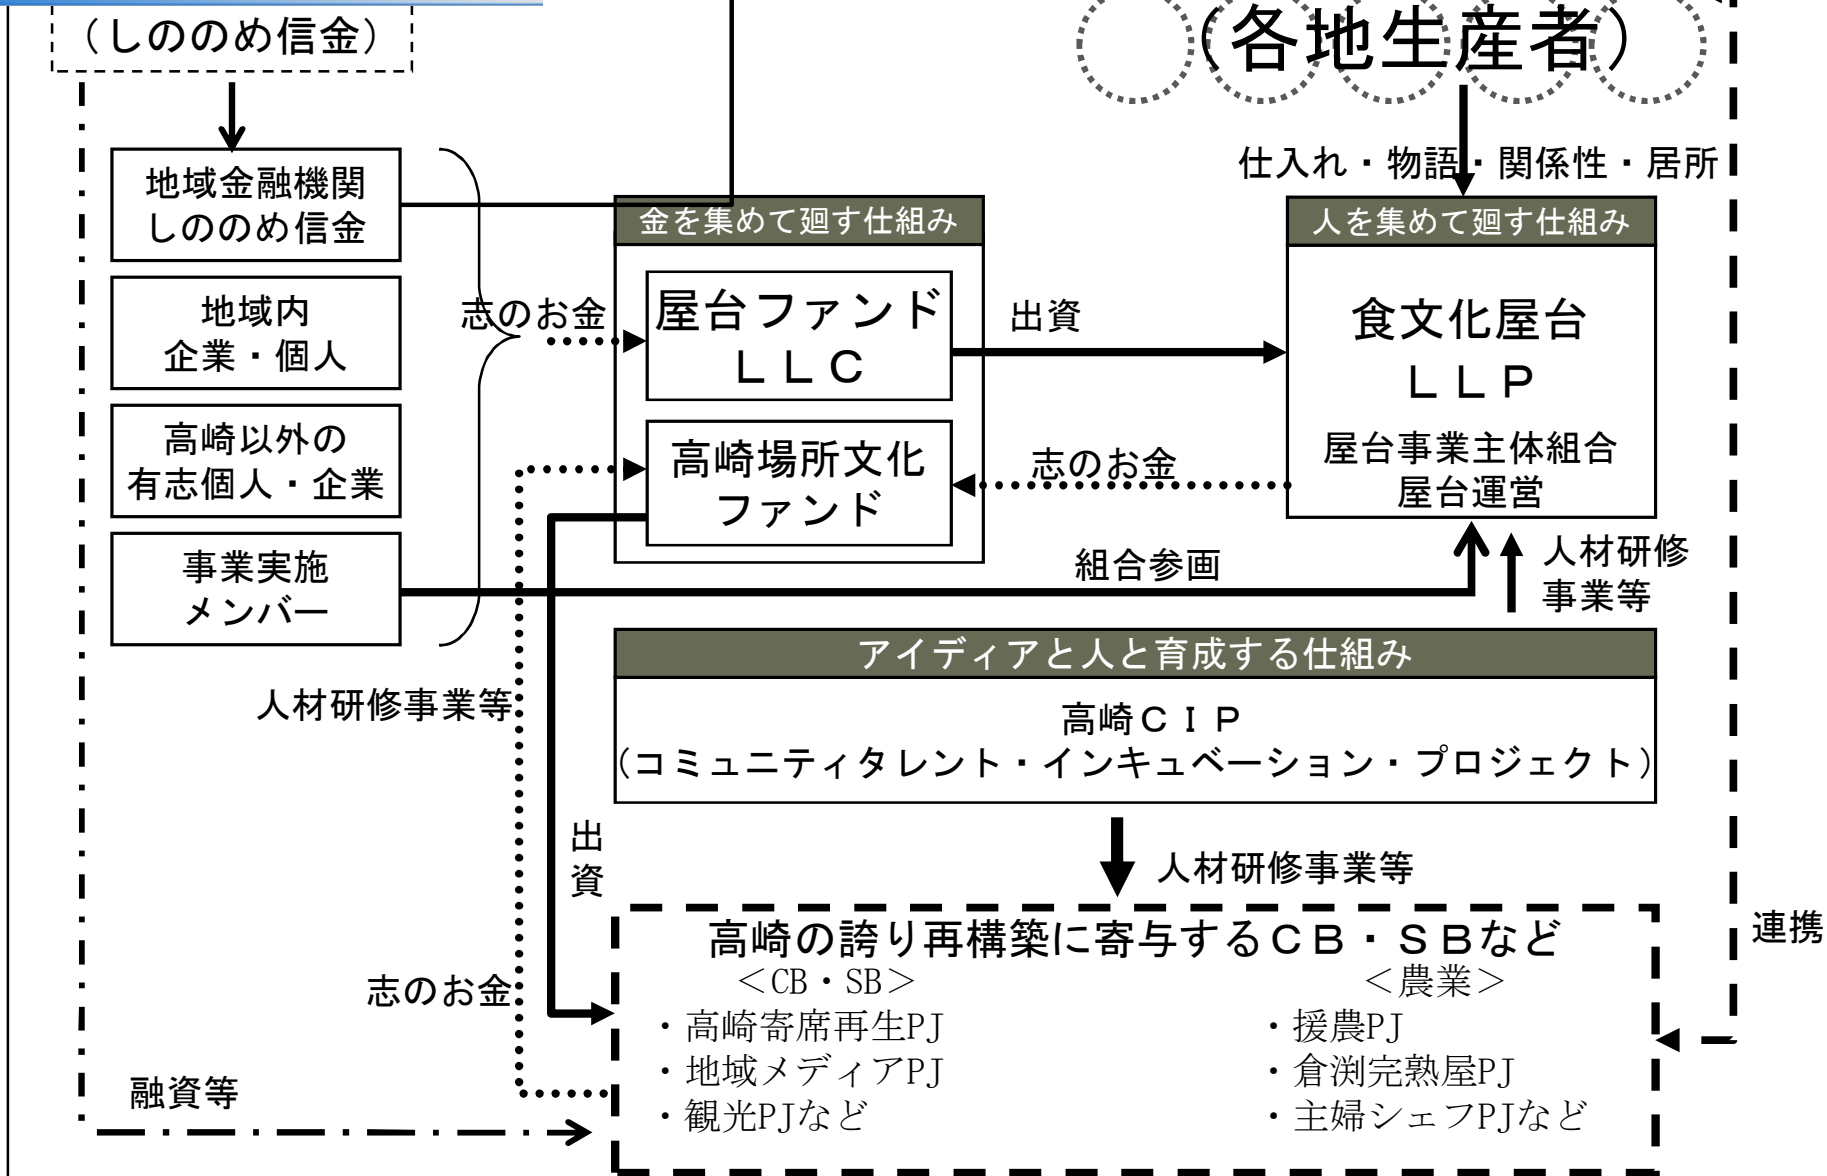 （しののめ信金）
（各地生産者）
仕入れ・物語・関係性・居所
地域金融機関
しののめ信金
地域内
企業・個人
高崎以外の
有志個人・企業
事業実施
メンバー
志のお金
金を集めて廻す仕組み
屋台ファンド
ＬＬＣ
高崎場所文化
ファンド
出資
志のお金
人を集めて廻す仕組み
食文化屋台
ＬＬＰ
屋台事業主体組合
屋台運営
組合参画
人材研修
事業等
アイディアと人と育成する仕組み
高崎ＣＩＰ
（コミュニティタレント・インキュベーション・プロジェクト）
人材研修事業等
出
資
人材研修事業等
連携
志のお金
融資等
高崎の誇り再構築に寄与するＣＢ・ＳＢなど
＜CB・SB＞
・高崎寄席再生PJ
・地域メディアPJ
・観光PJなど
＜農業＞
・援農PJ
・倉渕完熟屋PJ
・主婦シェフPJなど